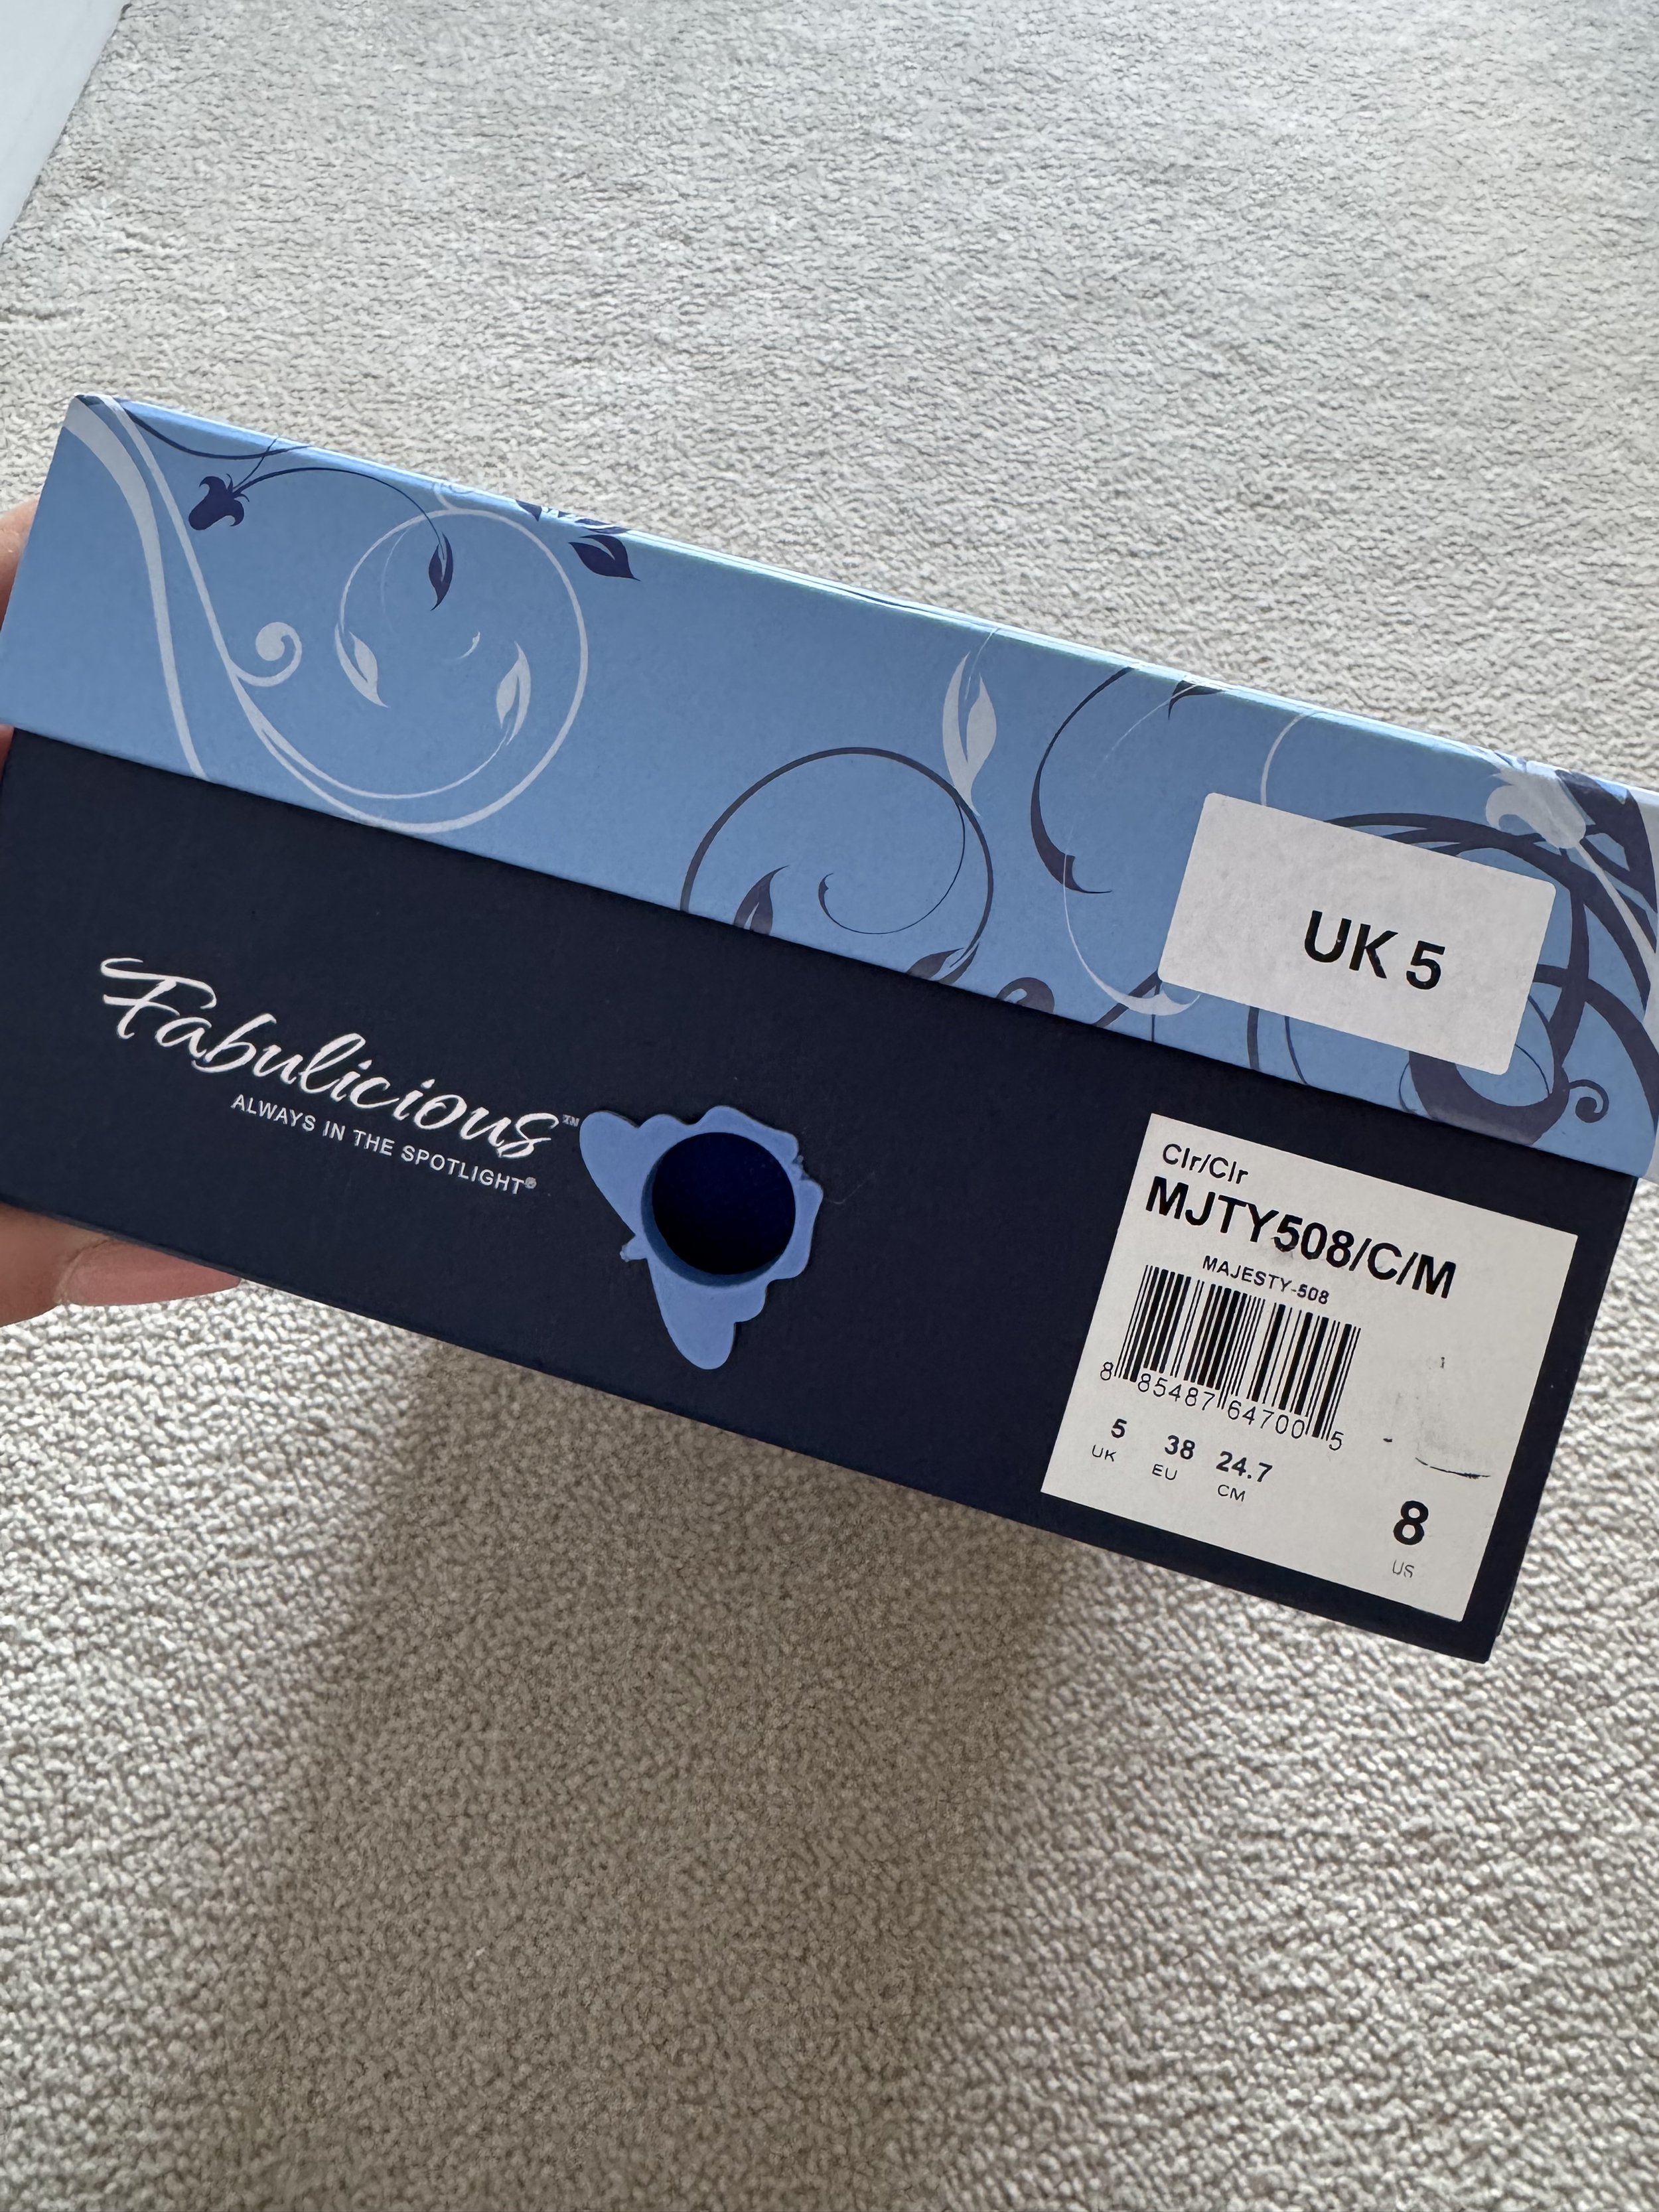 UK 5
Fabulicious™
ALWAYS IN THE SPOTLIGHT®
Clr/Clr
MJTY508/C/M
MAJESTY-508
8 85487 64700 5
5 38 24.7
UK EU CM
8
US